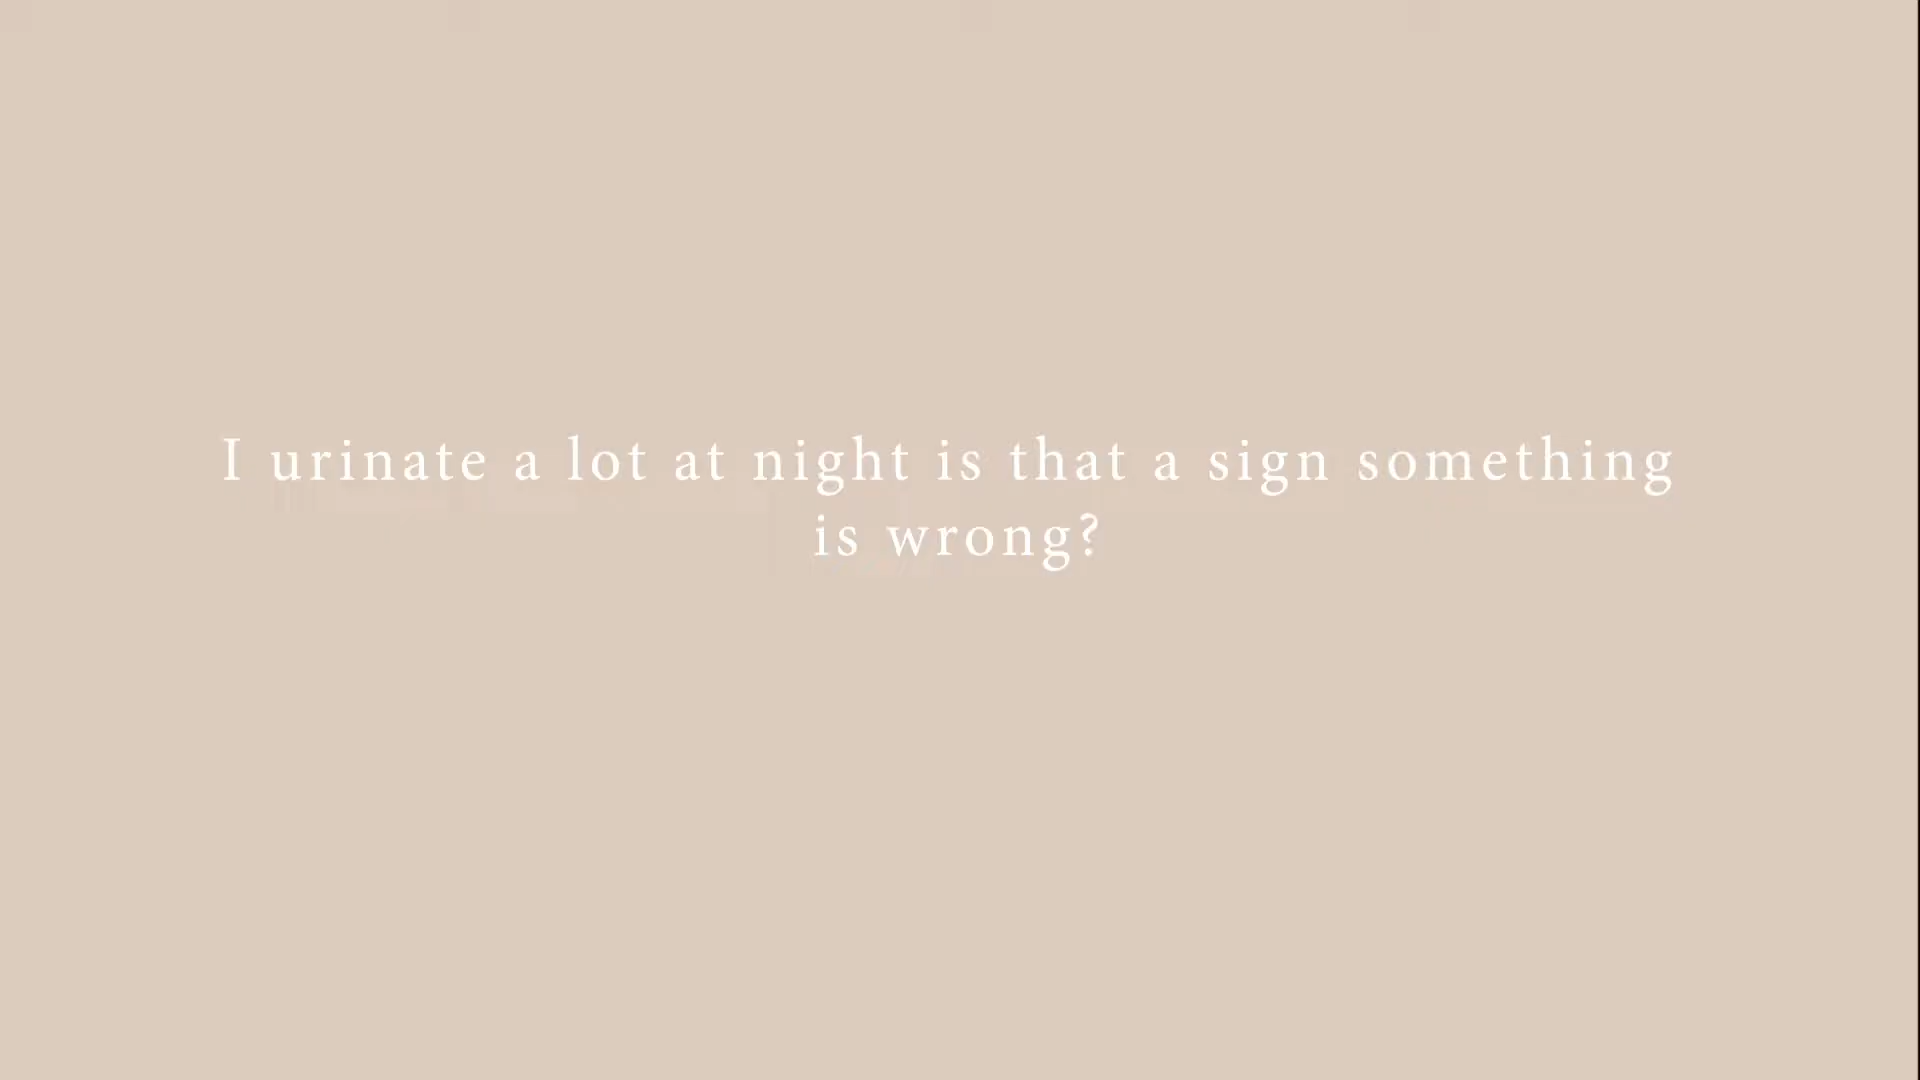 I urinate a lot at night is that a sign something
is wrong?